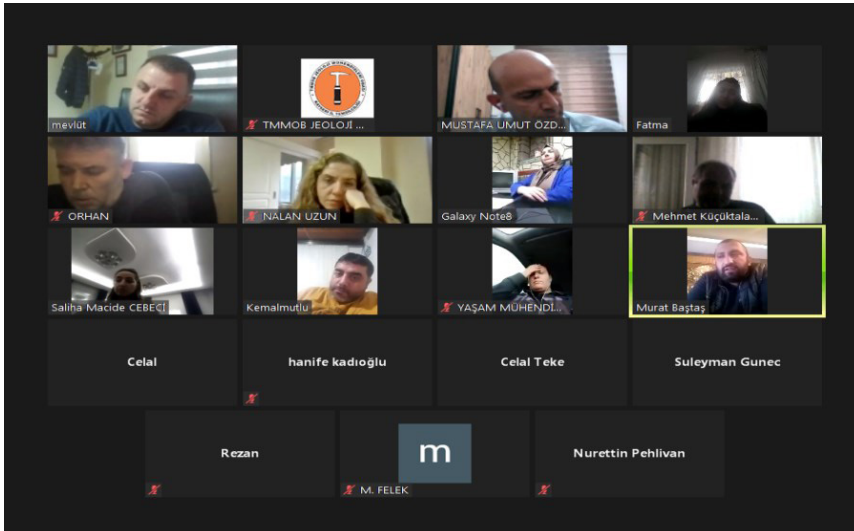 mevlüt
TMMOB JEOLOJİ ...
MUSTAFA UMUT ÖZD...
Fatma
ORHAN
NALAN UZUN
Galaxy Note8
Mehmet Küçüktala...
Saliha Macide CEBECİ
Kemalmutlu
YAŞAM MÜHENDİ...
Murat Baştaş
Celal
hanife kadıoğlu
Celal Teke
Suleyman Gunec
Rezan
m
M. FELEK
Nurettin Pehlivan